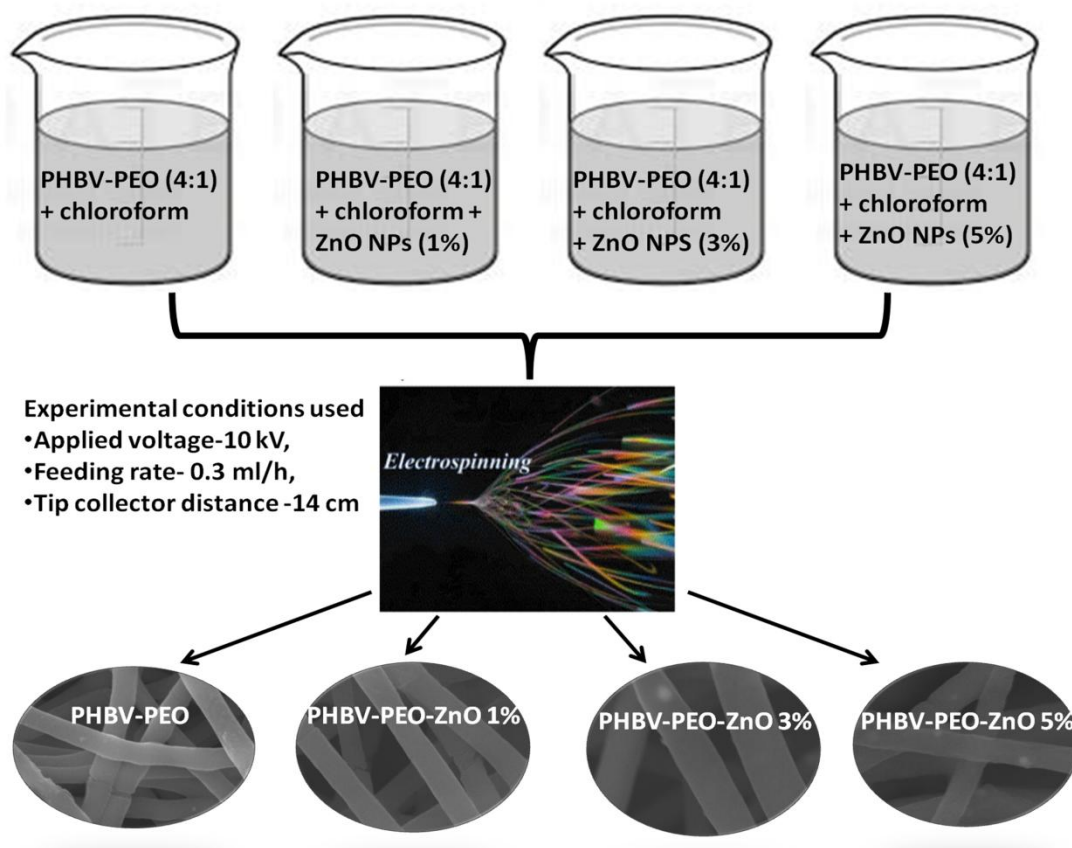 PHBV-PEO (4:1)
+ chloroform
PHBV-PEO (4:1)
+ chloroform +
ZnO NPs (1%)
PHBV-PEO (4:1)
+ chloroform
+ ZnO NPS (3%)
PHBV-PEO (4:1)
+ chloroform
+ ZnO NPs (5%)
Experimental conditions used
•Applied voltage-10 kV,
•Feeding rate- 0.3 ml/h,
•Tip collector distance -14 cm
Electrospinning
PHBV-PEO
PHBV-PEO-ZnO 1%
PHBV-PEO-ZnO 3%
PHBV-PEO-ZnO 5%